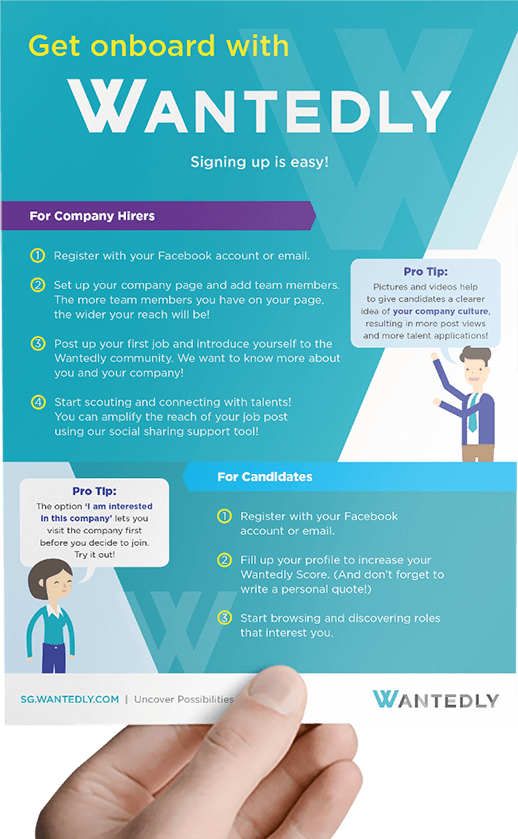 Get onboard with
WANTEDLY
Signing up is easy!
For Company Hirers
1 Register with your Facebook account or email.
2 Set up your company page and add team members.
The more team members you have on your page,
the wider your reach will be!
3 Post up your first job and introduce yourself to the
Wantedly community. We want to know more about
you and your company!
4 Start scouting and connecting with talents!
You can amplify the reach of your job post
using our social sharing support tool!
Pro Tip:
Pictures and videos help
to give candidates a clearer
idea of your company culture,
resulting in more post views
and more talent applications!
For Candidates
1 Register with your Facebook
account or email.
2 Fill up your profile to increase your
Wantedly Score. (And don't forget to
write a personal quote!)
3 Start browsing and discovering roles
that interest you.
Pro Tip:
The option 'I am interested
in this company' lets you
visit the company first
before you decide to join.
Try it out!
SG.WANTEDLY.COM | Uncover Possibilities
WANTEDLY